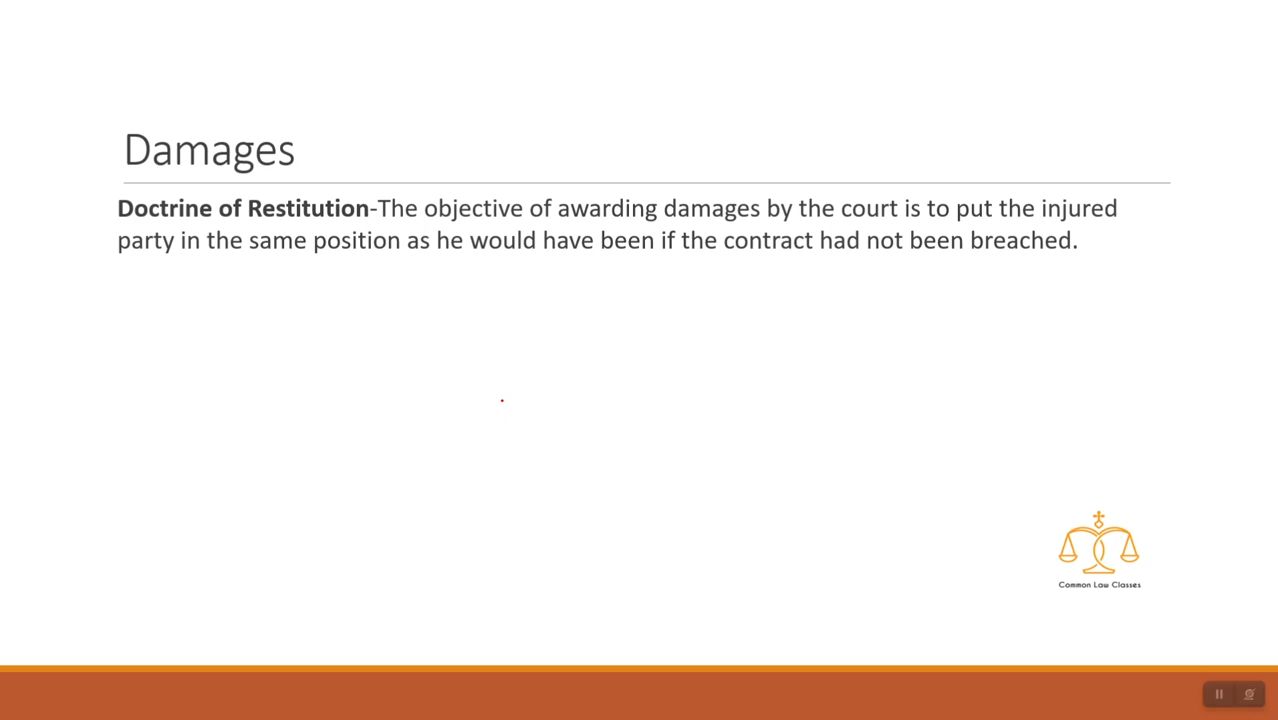 Damages
Doctrine of Restitution-The objective of awarding damages by the court is to put the injured
party in the same position as he would have been if the contract had not been breached.
Common Law Classes